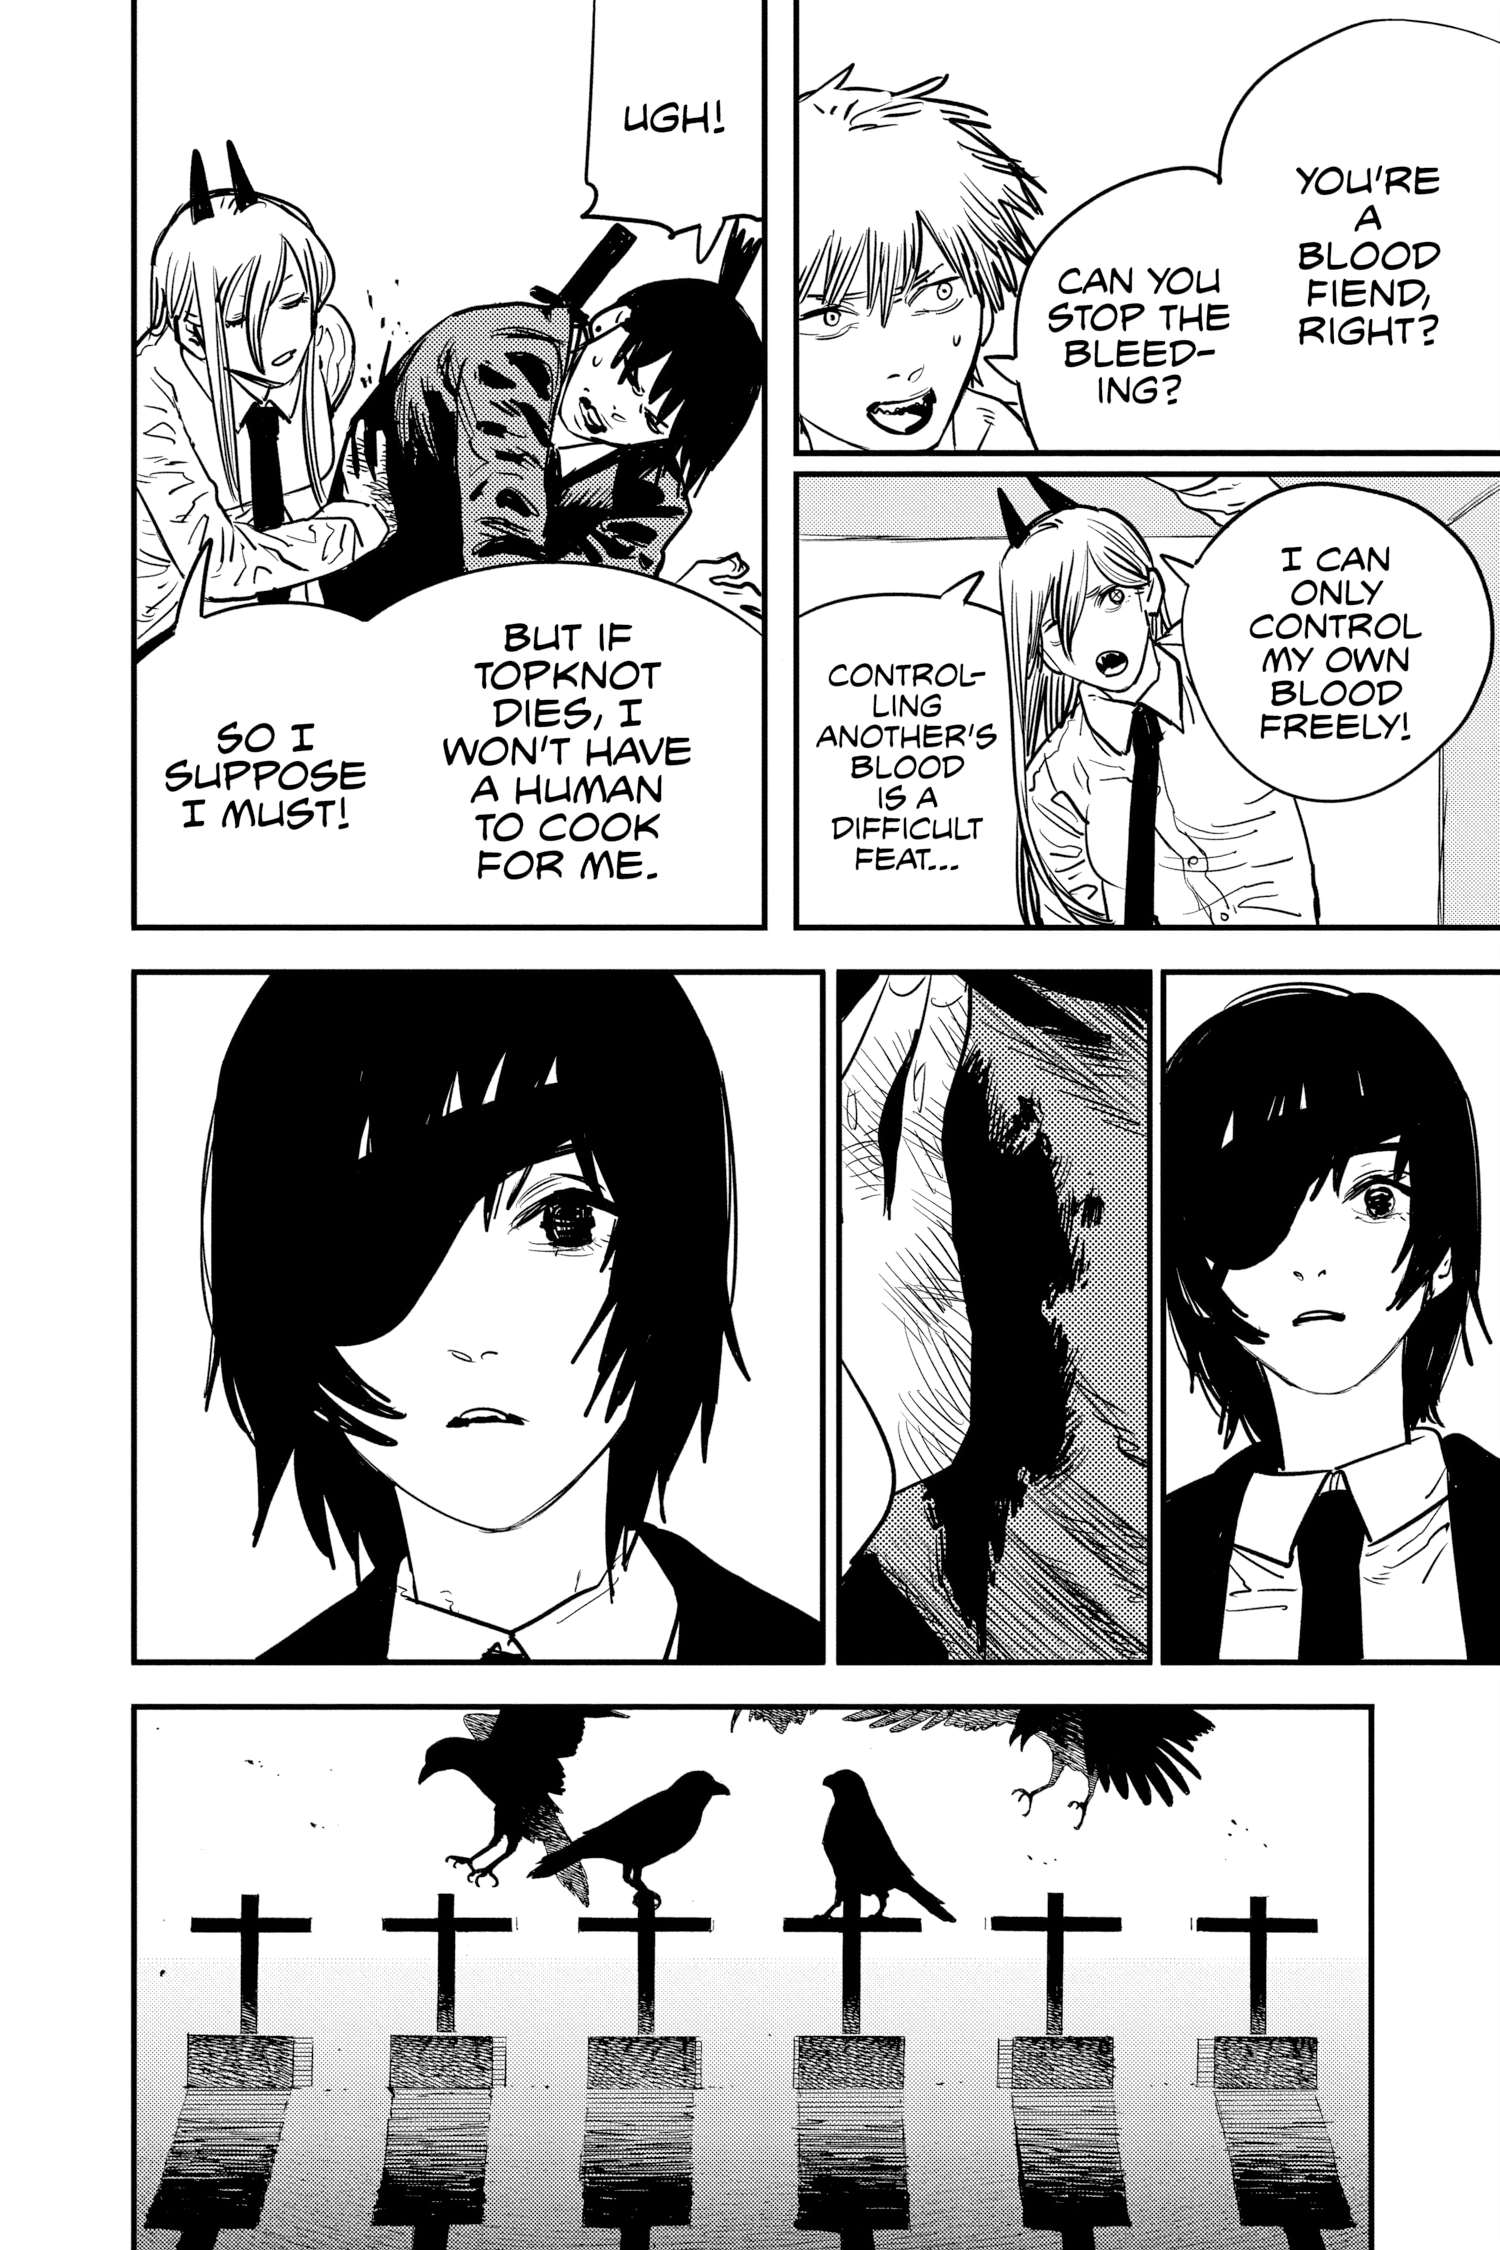 YOU'RE
A
BLOOD
FIEND,
RIGHT?
CAN YOU
STOP THE
BLEED-
ING?
I CAN
ONLY
CONTROL
MY OWN
BLOOD
FREELY!
CONTROL-
LING
ANOTHER'S
BLOOD
IS A
DIFFICULT
FEAT...
UGH!
BUT IF
TOPKNOT
DIES, I
WON'T HAVE
A HUMAN
TO COOK
FOR ME.
SO I
SUPPOSE
I MUST!